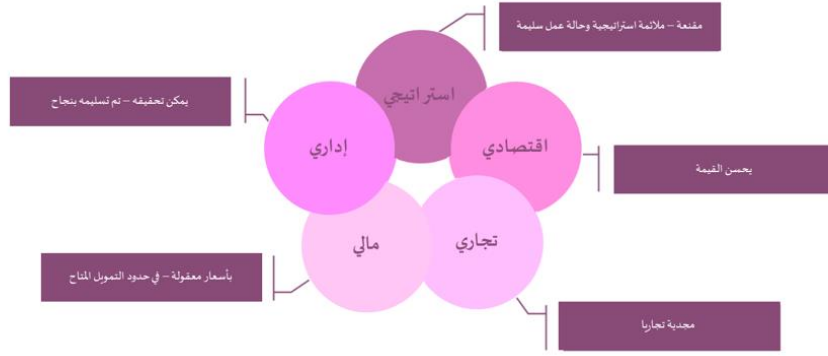 مقنعة – ملائمة استراتيجية وحالة عمل سليمة
استراتيجي
يمكن تحقيقه – تم تسليمه بنجاح
إداري
اقتصادي
يحسن القيمة
مالي
تجاري
بأسعار معقولة – في حدود التمويل المتاح
مجدية تجاريا